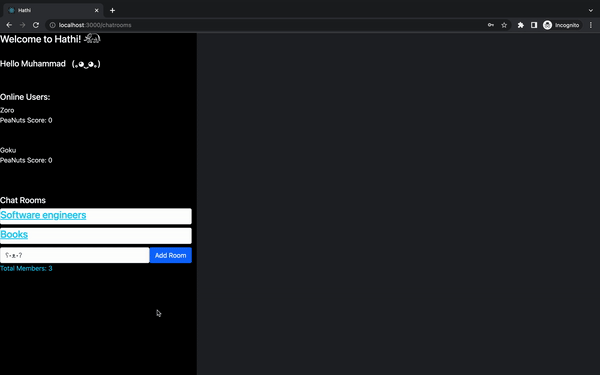 Hathi
localhost:3000/chatrooms
Incognito
Welcome to Hathi!
Hello Muhammad (｡◕‿◕｡)
Online Users:
Zoro
PeaNuts Score: 0
Goku
PeaNuts Score: 0
Chat Rooms
Software engineers
Books
ʕ·ᴥ·ʔ
Add Room
Total Members: 3